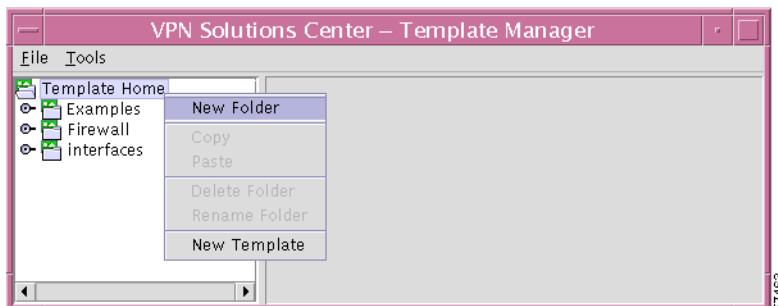 VPN Solutions Center – Template Manager
File Tools
Template Home
Examples
Firewall
interfaces
New Folder
Copy
Paste
Delete Folder
Rename Folder
New Template